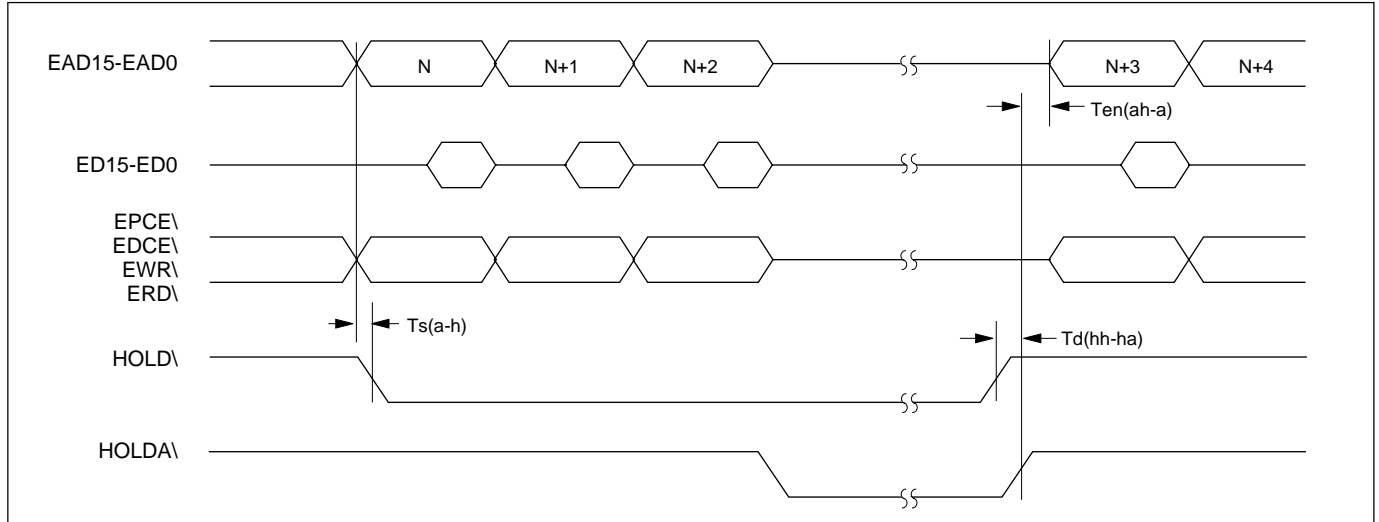 EAD15-EAD0
N
N+1
N+2
N+3
N+4
Ten(ah-a)
ED15-ED0
EPCE\
EDCE\
EWR\
ERD\
Ts(a-h)
Td(hh-ha)
HOLD\
HOLDA\